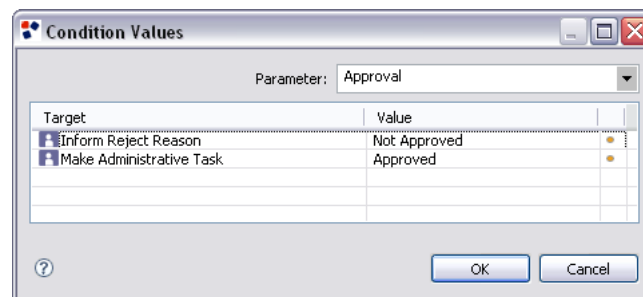 Condition Values
Parameter: Approval
Target Value
Inform Reject Reason Not Approved
Make Administrative Task Approved
? OK Cancel